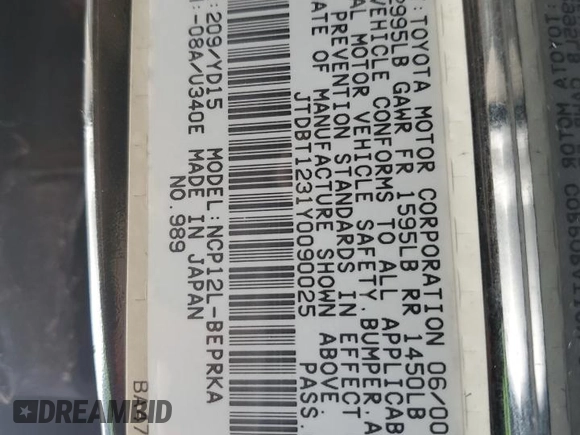 :TOYOTA MOTOR CORPORATION 06/00
2995LB GAWR FR 1595LB RR 1450LB
VEHICLE CONFORMS TO ALL APPLICAB
AL MOTOR VEHICLE SAFETY,BUMPER,A
PREVENTION STANDARDS IN EFFECT
ATE OF MANUFACTURE SHOWN ABOVE.
JTDBT1231Y0090025 PASS.
:209/YD15 MODEL:NCP12L-BEPRKA
:-08A/U340E MADE IN JAPAN
NO.989
DREAMBID